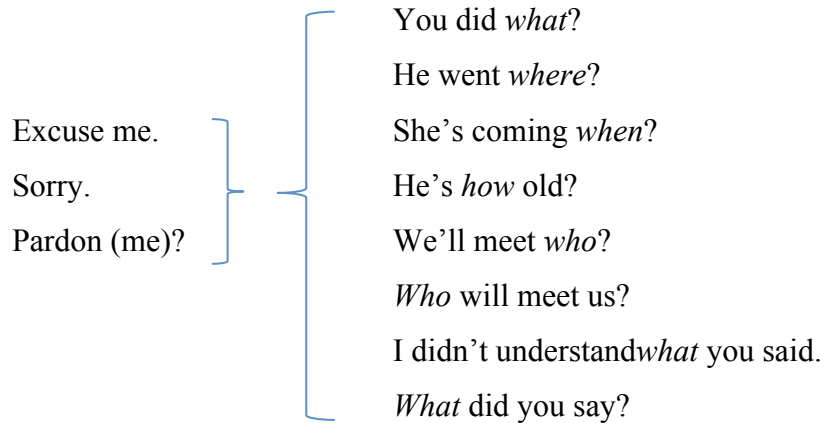 Excuse me.
Sorry.
Pardon (me)?
You did what?
He went where?
She’s coming when?
He’s how old?
We’ll meet who?
Who will meet us?
I didn’t understandwhat you said.
What did you say?